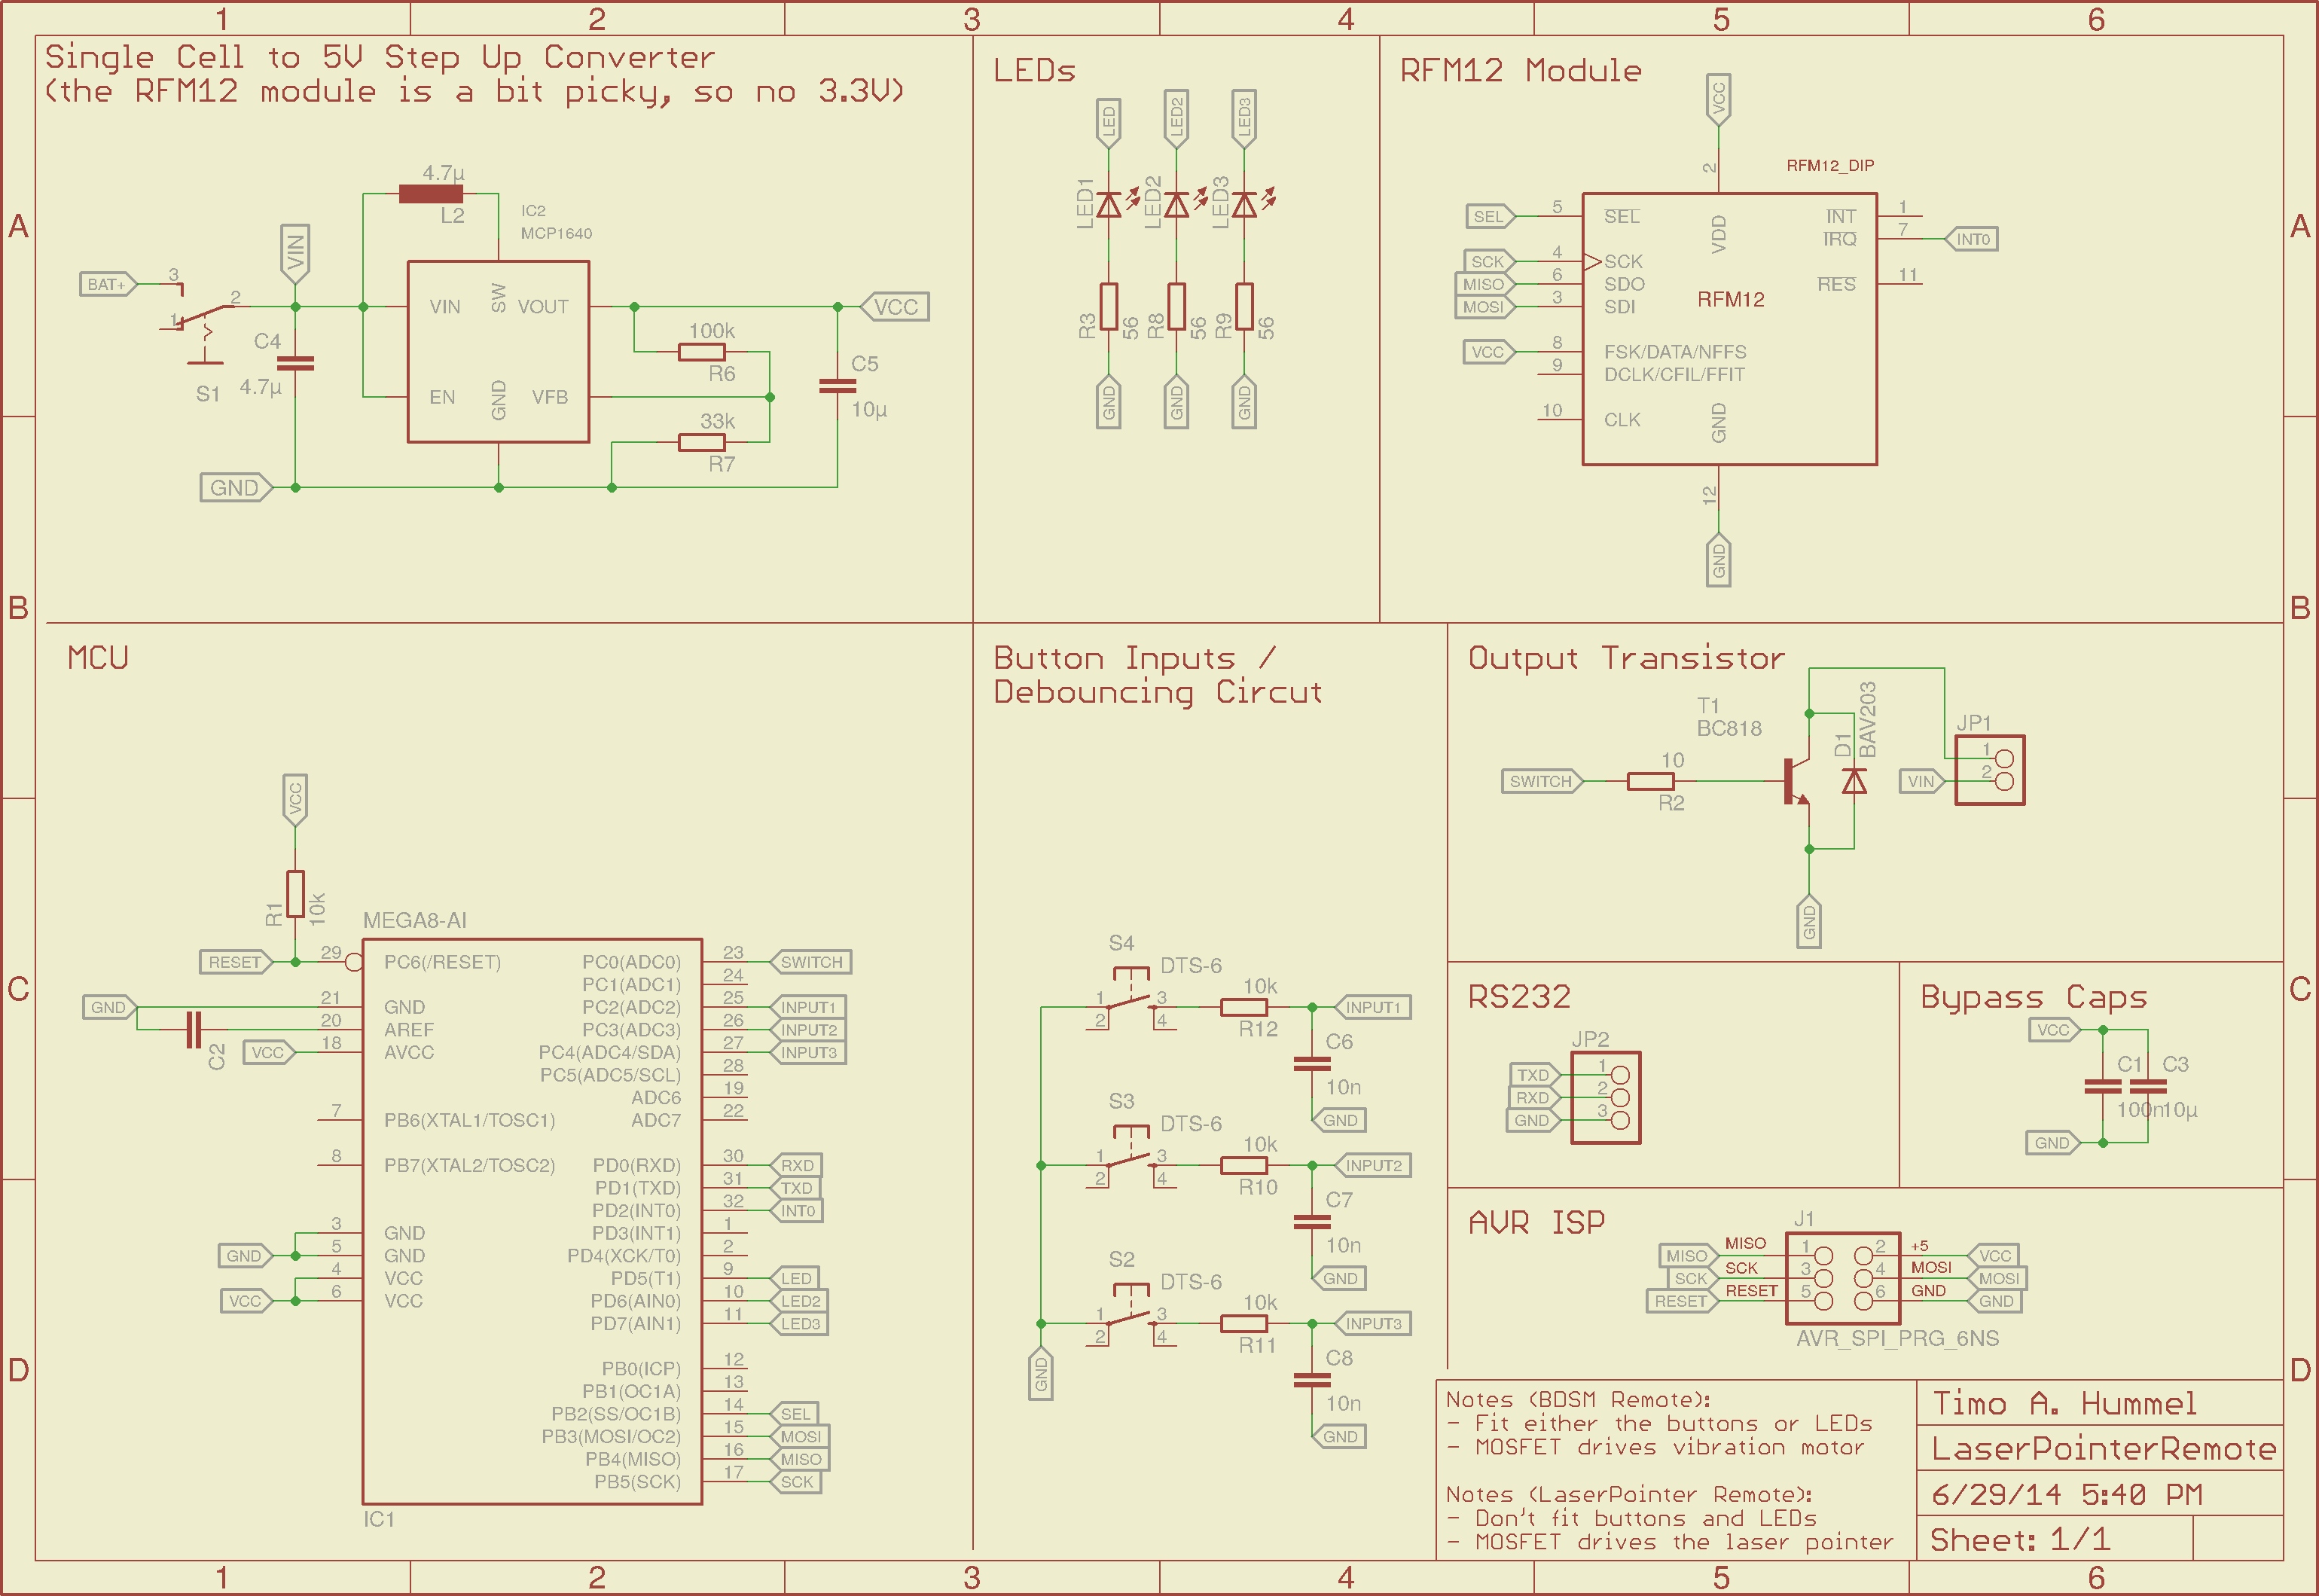 1 2 3 4 5 6
A
B
C
D
Single Cell to 5V Step Up Converter
(the RFM12 module is a bit picky, so no 3.3V)
4.7µ
L2
IC2
MCP1640
VIN
BAT+
3
2
1
S1
C4
4.7µ
VIN
SW
VOUT
EN
GND
VFB
VCC
100k
R6
33k
R7
C5
10µ
GND
LEDs
LED LED2 LED3
LED1 LED2 LED3
R3 56 R8 56 R9 56
GND GND GND
RFM12 Module
VCC
2
RFM12_DIP
SEL 5 SEL
SCK 4 SCK
MISO 6 SDO
MOSI 3 SDI
VCC 8 FSK/DATA/NFFS
9 DCLK/CFIL/FFIT
10 CLK
VDD
RFM12
GND
INT 1
IRQ 7 INT0
RES 11
12
GND
MCU
VCC
R1
10k
MEGA8-AI
RESET 29 PC6(/RESET)
GND 21 GND
20 AREF
C2
VCC 18 AVCC
7 PB6(XTAL1/TOSC1)
8 PB7(XTAL2/TOSC2)
3 GND
GND 5 GND
4 VCC
VCC 6 VCC
PC0(ADC0) 23 SWITCH
PC1(ADC1) 24
PC2(ADC2) 25 INPUT1
PC3(ADC3) 26 INPUT2
PC4(ADC4/SDA) 27 INPUT3
PC5(ADC5/SCL) 28
ADC6 19
ADC7 22
PD0(RXD) 30 RXD
PD1(TXD) 31 TXD
PD2(INT0) 32 INT0
PD3(INT1) 1
PD4(XCK/T0) 2
PD5(T1) 9 LED
PD6(AIN0) 10 LED2
PD7(AIN1) 11 LED3
PB0(ICP) 12
PB1(OC1A) 13
PB2(SS/OC1B) 14 SEL
PB3(MOSI/OC2) 15 MOSI
PB4(MISO) 16 MISO
PB5(SCK) 17 SCK
IC1
Button Inputs /
Debouncing Circut
S4
DTS-6
1 3
2 4
10k
R12
INPUT1
C6
10n
GND
S3
DTS-6
1 3
2 4
10k
R10
INPUT2
C7
10n
GND
S2
DTS-6
1 3
2 4
10k
R11
INPUT3
C8
10n
GND
GND
Output Transistor
T1
BC818
SWITCH
10
R2
D1
BAV203
JP1
1
VIN 2
GND
RS232
JP2
TXD 1
RXD 2
GND 3
Bypass Caps
VCC
C1 C3
100n10µ
GND
AVR ISP
J1
MISO MISO 1 2 +5 VCC
SCK SCK 3 4 MOSI MOSI
RESET RESET 5 6 GND GND
AVR_SPI_PRG_6NS
Notes (BDSM Remote):
- Fit either the buttons or LEDs
- MOSFET drives vibration motor
Notes (LaserPointer Remote):
- Don't fit buttons and LEDs
- MOSFET drives the laser pointer
Timo A. Hummel
LaserPointerRemote
6/29/14 5:40 PM
Sheet: 1/1
A
B
C
D
1 2 3 4 5 6